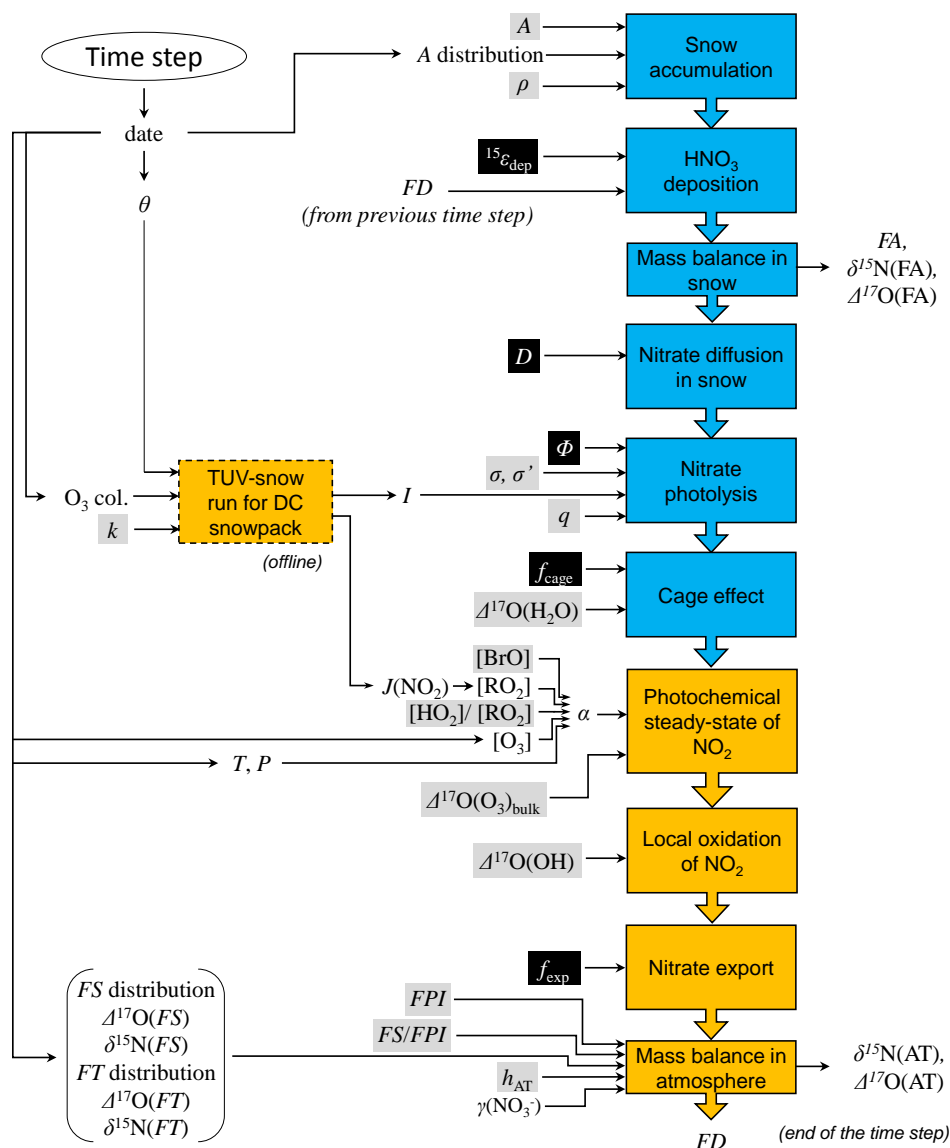 Time step
date
θ
A
A distribution
ρ
Snow
accumulation
¹⁵ε_dep
FD
(from previous time step)
HNO₃
deposition
Mass balance in
snow
FA,
δ¹⁵N(FA),
Δ¹⁷O(FA)
D
Nitrate diffusion
in snow
O₃ col.
k
TUV-snow
run for DC
snowpack
(offline)
I
Φ
σ, σ’
q
Nitrate
photolysis
f_cage
Δ¹⁷O(H₂O)
Cage effect
[BrO]
J(NO₂)
[RO₂]
[HO₂]/ [RO₂]
[O₃]
T, P
α
Δ¹⁷O(O₃)_bulk
Photochemical
steady-state of
NO₂
Δ¹⁷O(OH)
Local oxidation
of NO₂
f_exp
Nitrate export
FS distribution
Δ¹⁷O(FS)
δ¹⁵N(FS)
FT distribution
Δ¹⁷O(FT)
δ¹⁵N(FT)
FPI
FS/FPI
h_AT
γ(NO₃⁻)
Mass balance in
atmosphere
δ¹⁵N(AT),
Δ¹⁷O(AT)
FD
(end of the time step)